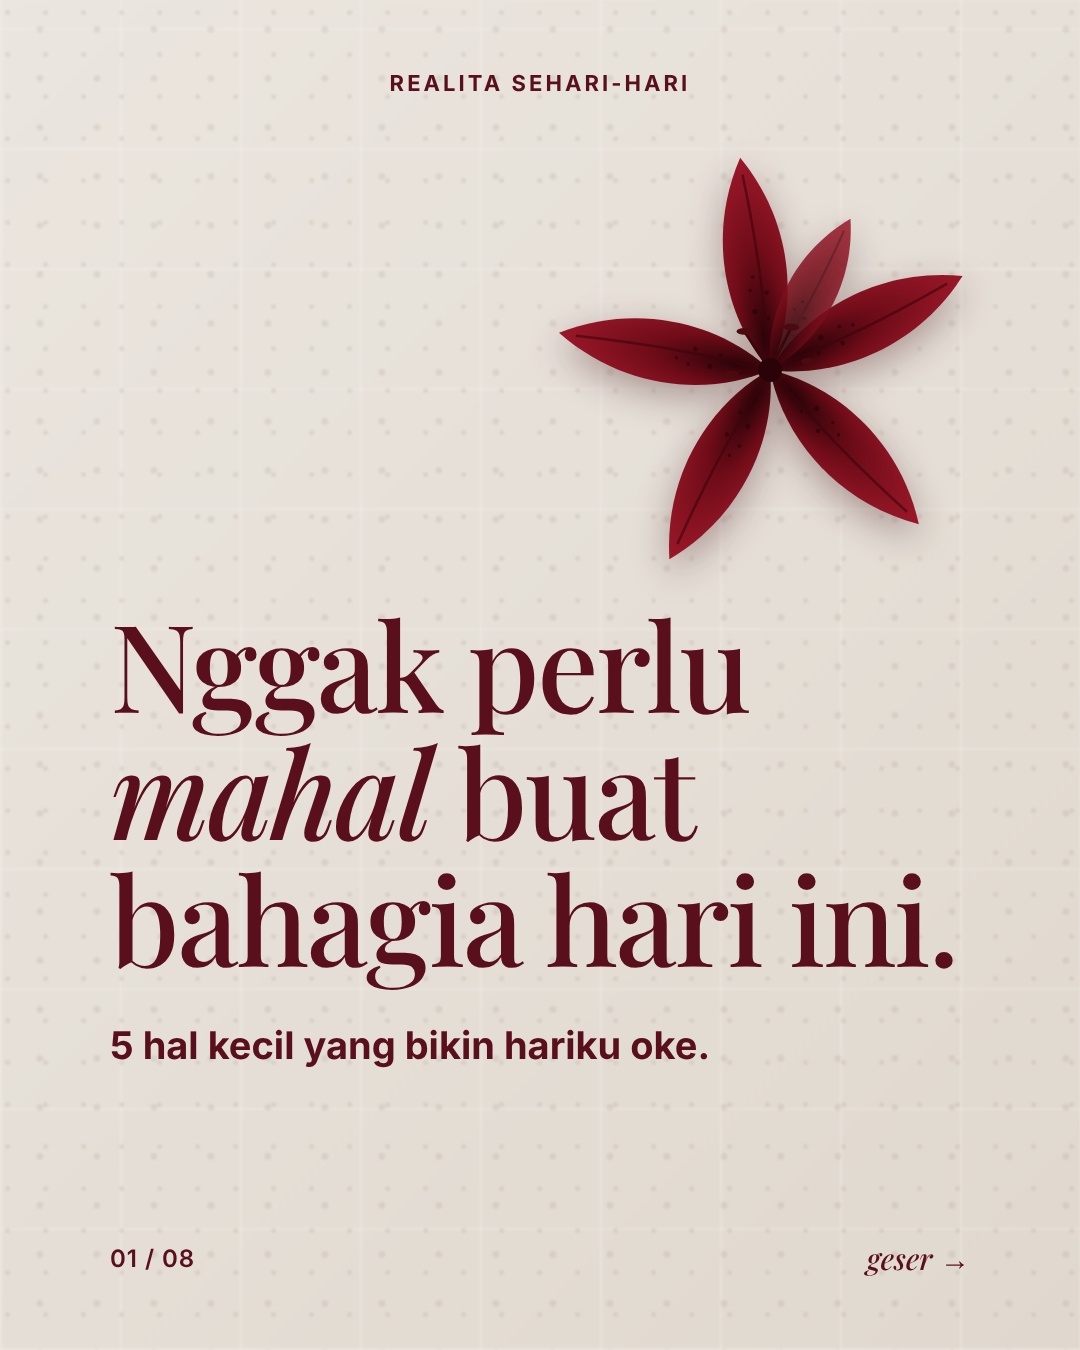 REALITA SEHARI-HARI
Nggak perlu
mahal buat
bahagia hari ini.
5 hal kecil yang bikin hariku oke.
01 / 08
geser →